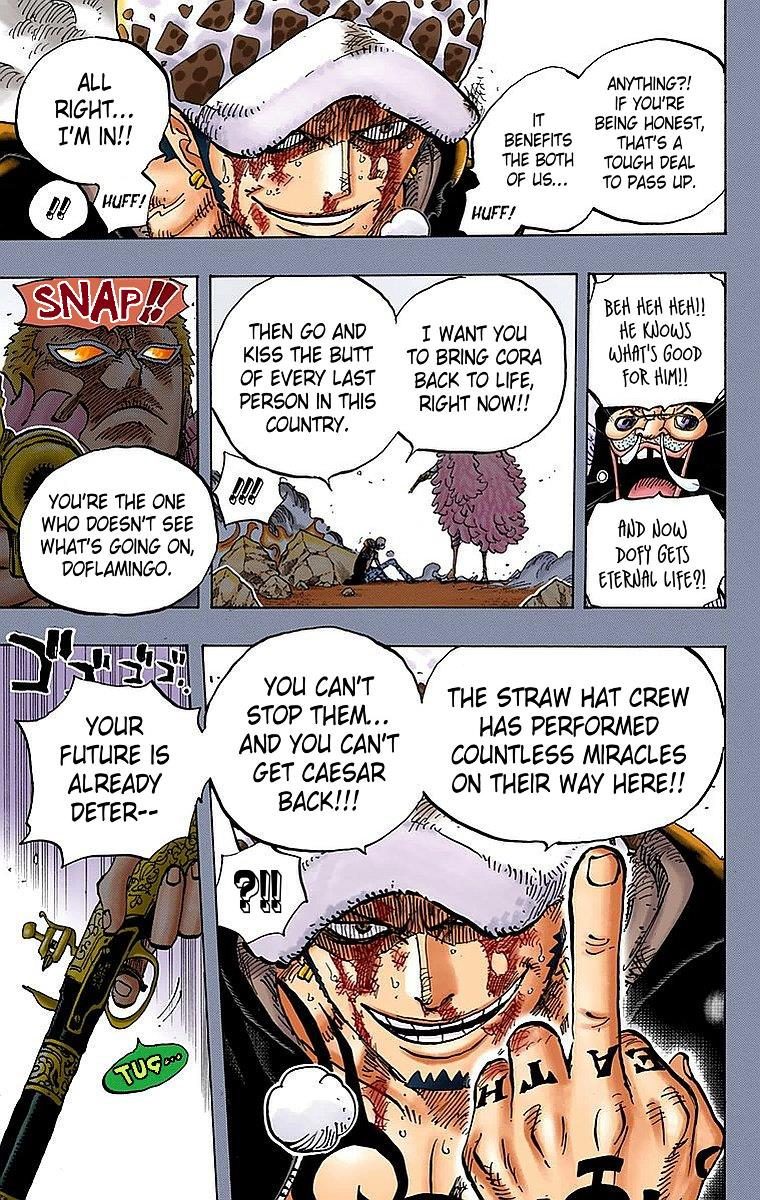 ANYTHING?!
IF YOU'RE
BEING HONEST,
THAT'S A
TOUGH DEAL
TO PASS UP.
IT
BENEFITS
THE BOTH
OF US...
HUFF!
ALL
RIGHT...
I'M IN!!
HUFF!
!!
BEH HEH HEH!!
HE KNOWS
WHAT'S GOOD
FOR HIM!!
AND NOW
DOFY GETS
ETERNAL LIFE?!
I WANT YOU
TO BRING CORA
BACK TO LIFE,
RIGHT NOW!!
THEN GO AND
KISS THE BUTT
OF EVERY LAST
PERSON IN THIS
COUNTRY.
!!!!
SNAP!!
YOU'RE THE ONE
WHO DOESN'T SEE
WHAT'S GOING ON,
DOFLAMINGO.
THE STRAW HAT CREW
HAS PERFORMED
COUNTLESS MIRACLES
ON THEIR WAY HERE!!
YOU CAN'T
STOP THEM...
AND YOU CAN'T
GET CAESAR
BACK!!!
?!!
EATH
ゴゴゴゴ
YOUR
FUTURE IS
ALREADY
DETER--
TUG...